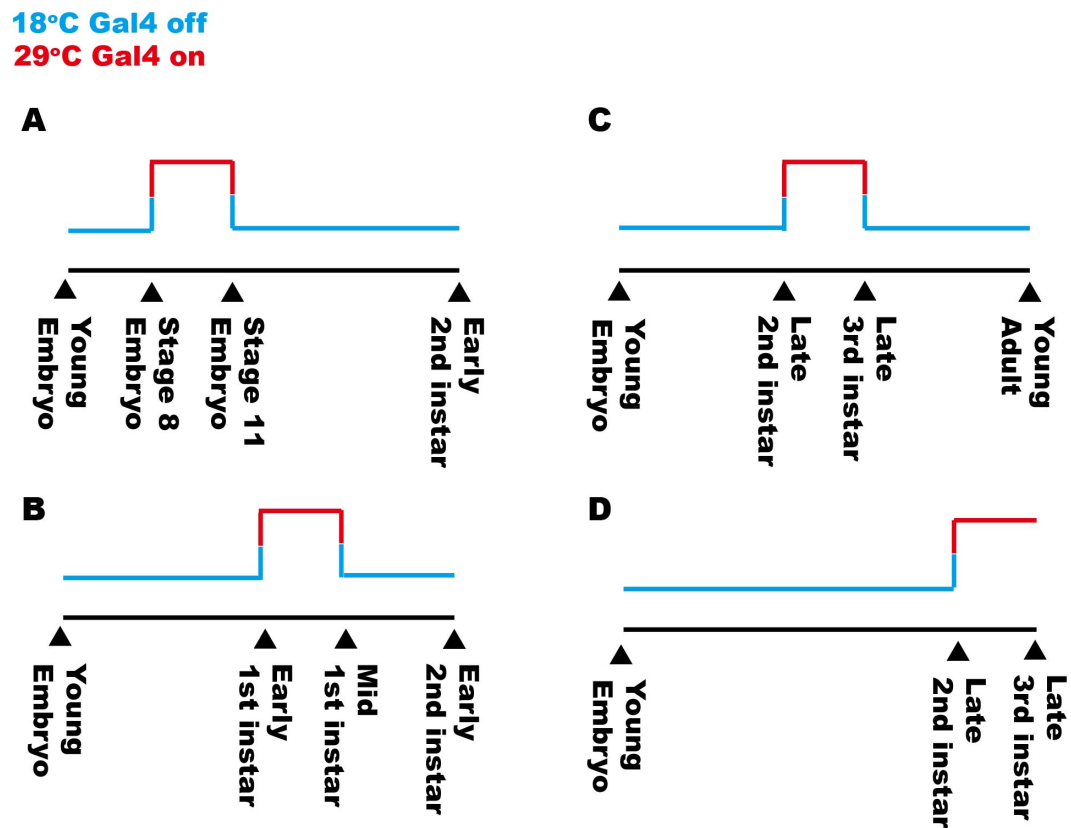 18°C Gal4 off
29°C Gal4 on
A
Young
Embryo
Stage 8
Embryo
Stage 11
Embryo
Early
2nd instar
B
Young
Embryo
Early
1st instar
Mid
1st instar
Early
2nd instar
C
Young
Embryo
Late
2nd instar
Late
3rd instar
Young
Adult
D
Young
Embryo
Late
2nd instar
Late
3rd instar